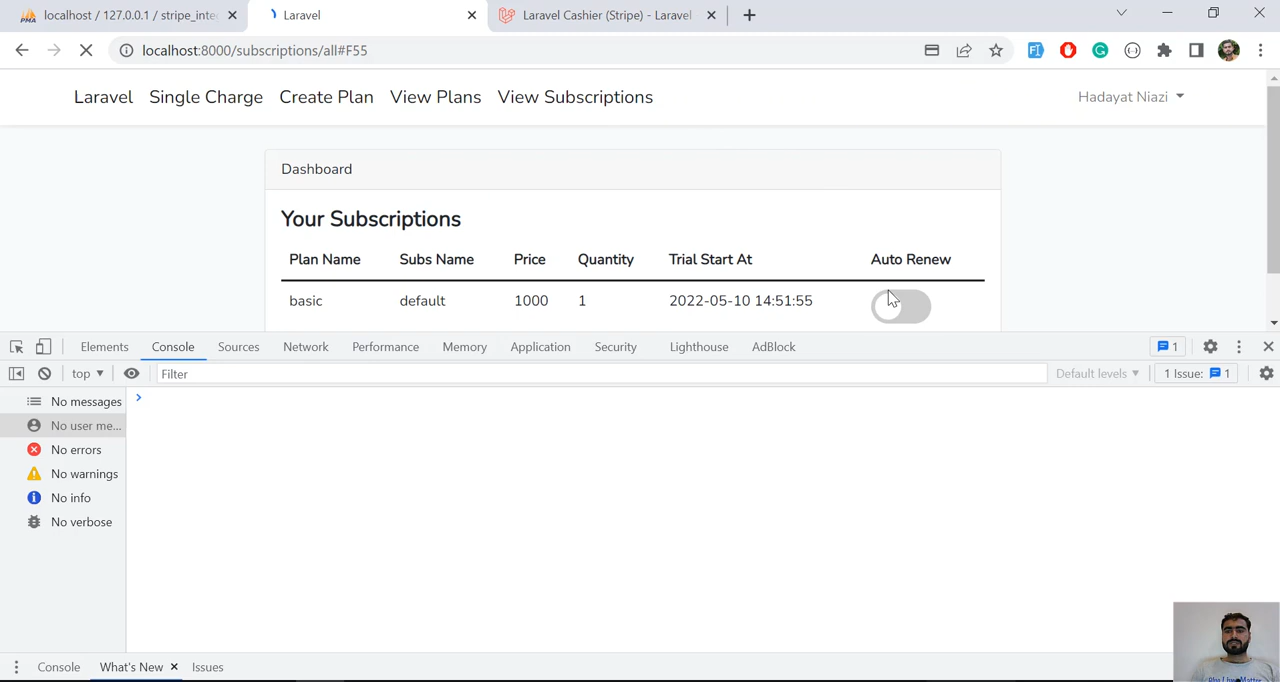 localhost / 127.0.0.1 / stripe_inte
Laravel
Laravel Cashier (Stripe) - Laravel
localhost:8000/subscriptions/all#F55
Laravel Single Charge Create Plan View Plans View Subscriptions Hadayat Niazi
Dashboard
Your Subscriptions
Plan Name Subs Name Price Quantity Trial Start At Auto Renew
basic default 1000 1 2022-05-10 14:51:55
Elements Console Sources Network Performance Memory Application Security Lighthouse AdBlock 1
top Filter Default levels 1 Issue: 1
No messages
No user me...
No errors
No warnings
No info
No verbose
Console What's New Issues